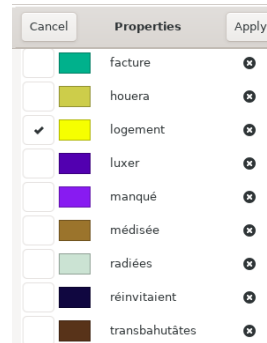 Cancel Properties Apply
facture
houera
logement
luxer
manqué
médisée
radiées
réinvitaient
transbahutâtes